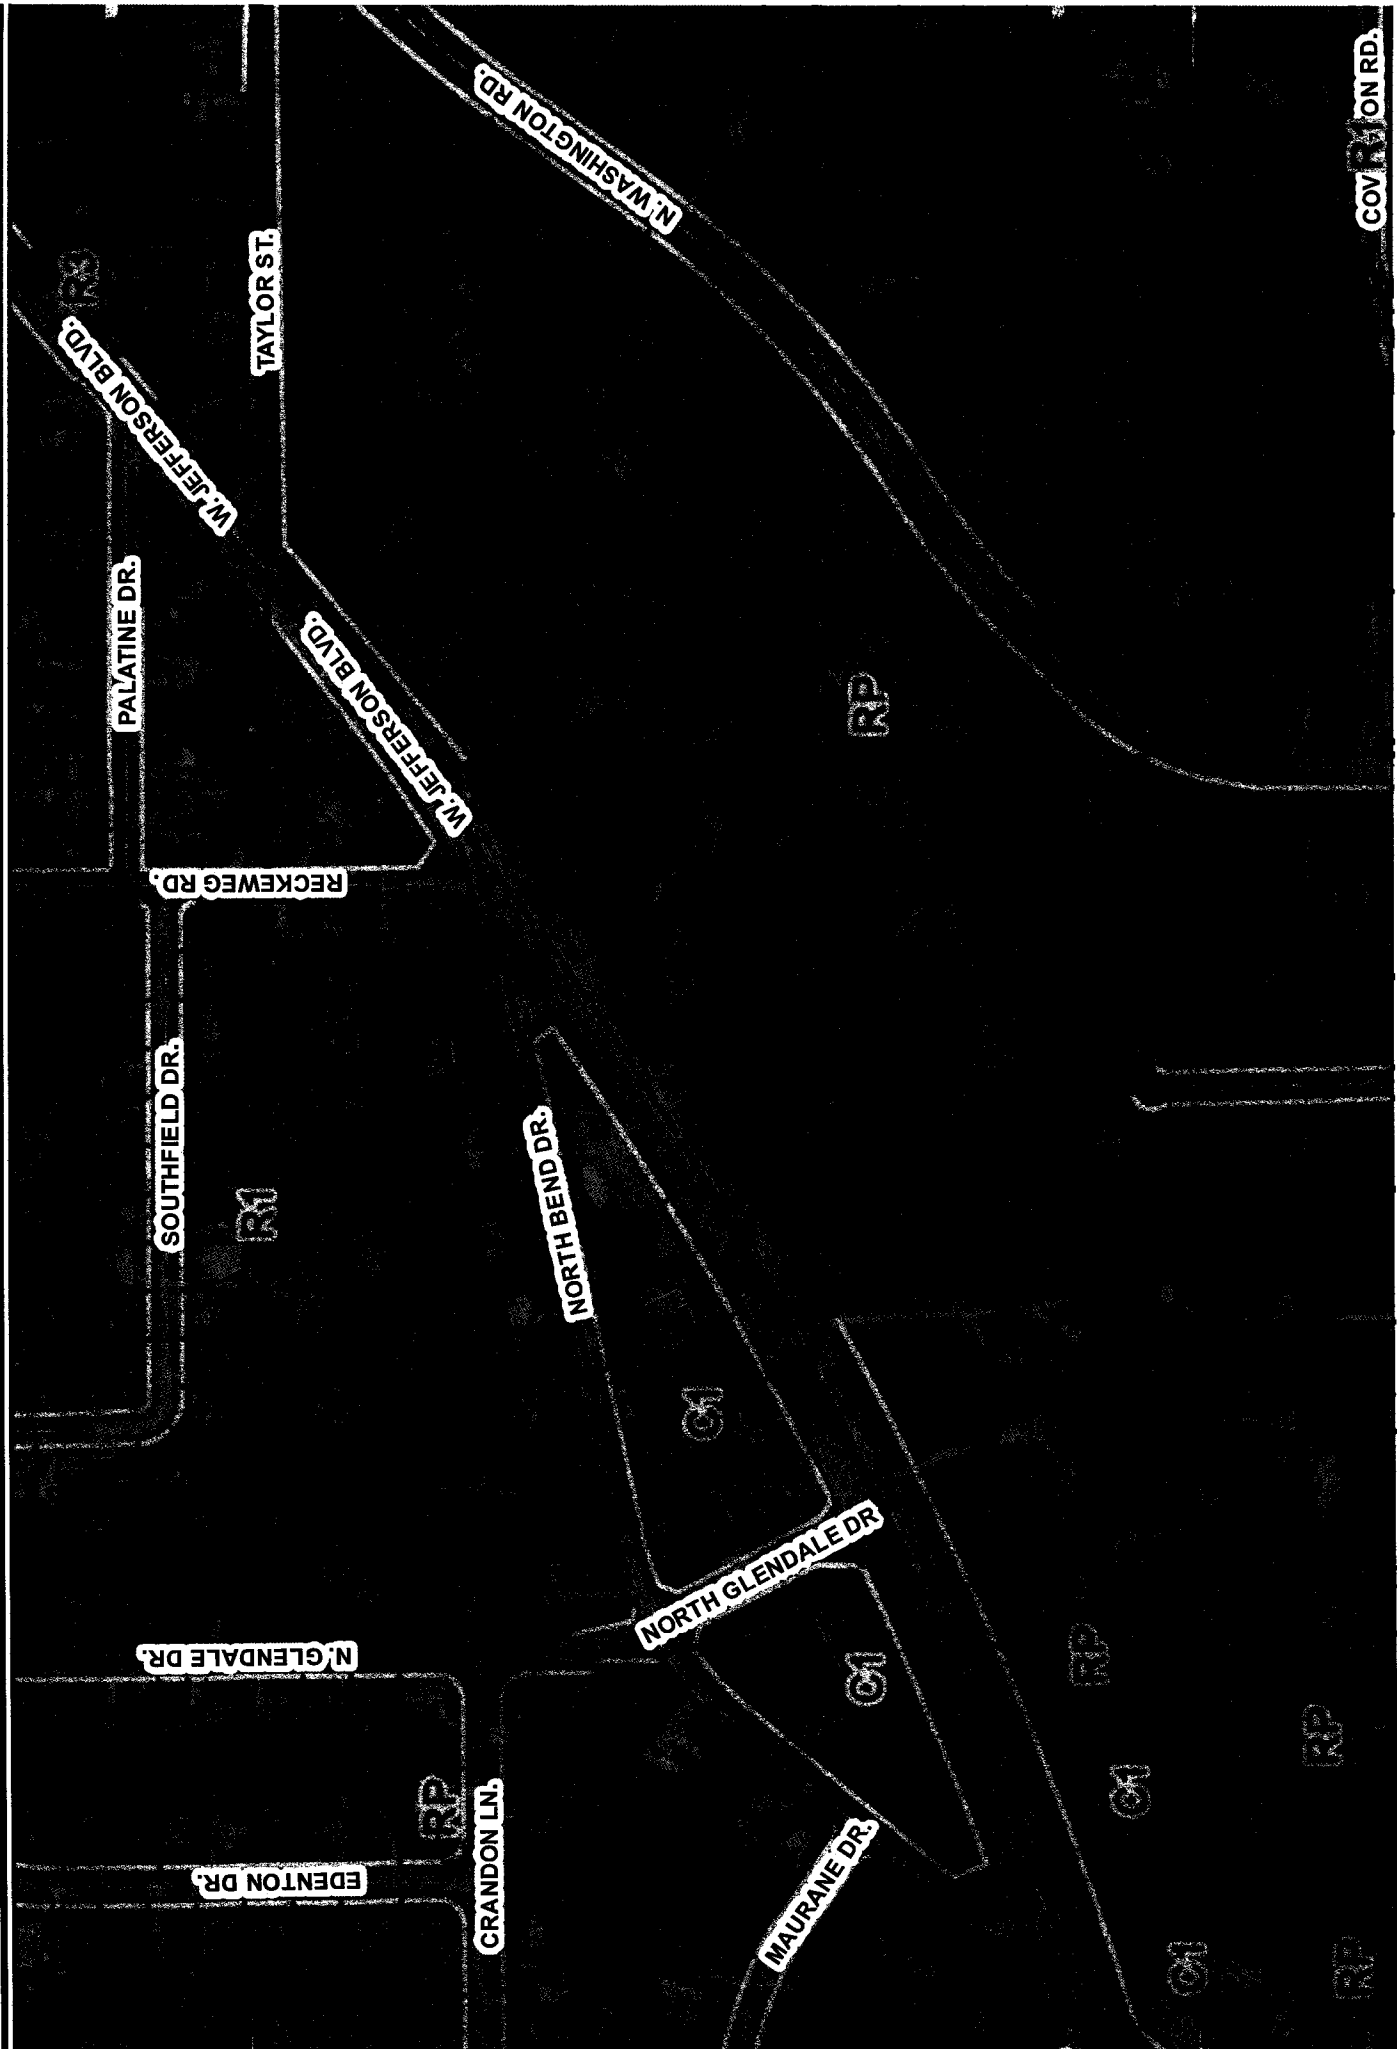 N. WASHINGTON RD.
COV
R1
ON RD.
R3
TAYLOR ST.
W. JEFFERSON BLVD.
PALATINE DR.
W. JEFFERSON BLVD.
RP
RECKEWEG RD.
SOUTHFIELD DR.
R1
NORTH BEND DR.
C1
NORTH GLENDALE DR
N. GLENDALE DR.
C1
RP
RP
RP
CRANDON LN.
C1
EDENTON DR.
MAURANE DR.
C1
RP